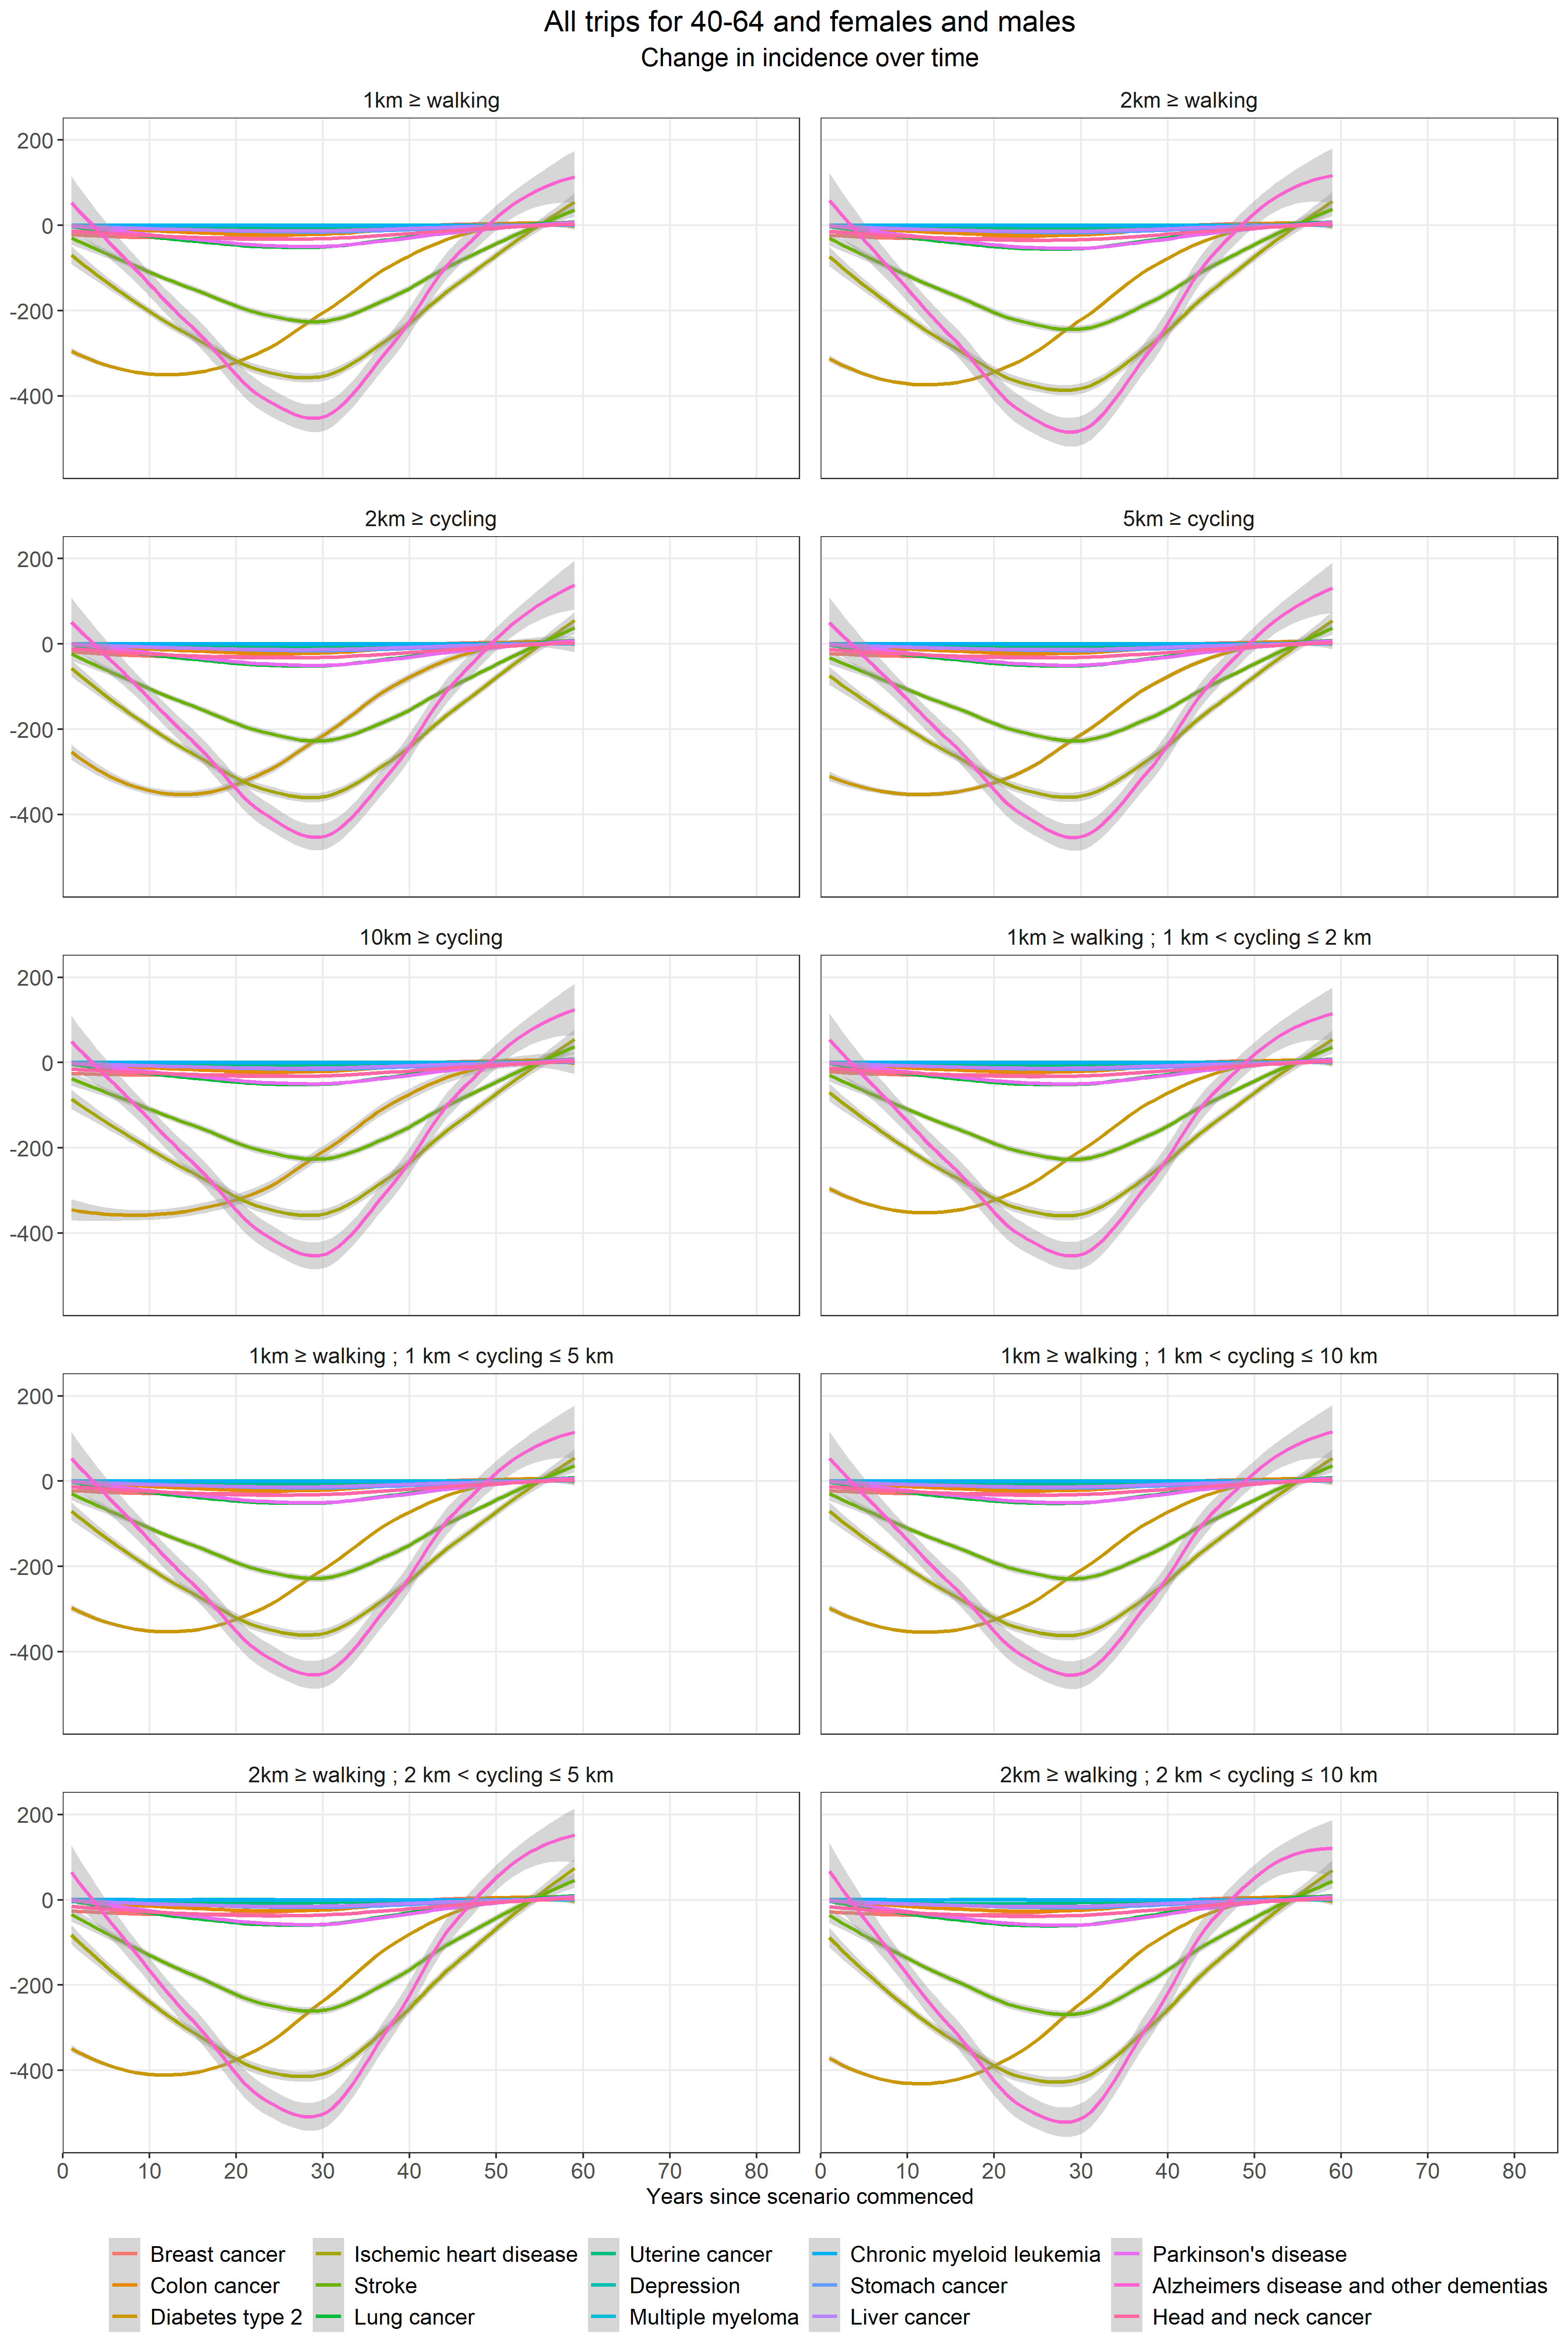 All trips for 40-64 and females and males
Change in incidence over time
1km ≥ walking
2km ≥ walking
200
0
-200
-400
2km ≥ cycling
5km ≥ cycling
200
0
-200
-400
10km ≥ cycling
1km ≥ walking ; 1 km < cycling ≤ 2 km
200
0
-200
-400
1km ≥ walking ; 1 km < cycling ≤ 5 km
1km ≥ walking ; 1 km < cycling ≤ 10 km
200
0
-200
-400
2km ≥ walking ; 2 km < cycling ≤ 5 km
2km ≥ walking ; 2 km < cycling ≤ 10 km
200
0
-200
-400
0 10 20 30 40 50 60 70 80
0 10 20 30 40 50 60 70 80
Years since scenario commenced
Breast cancer
Colon cancer
Diabetes type 2
Ischemic heart disease
Stroke
Lung cancer
Uterine cancer
Depression
Multiple myeloma
Chronic myeloid leukemia
Stomach cancer
Liver cancer
Parkinson's disease
Alzheimers disease and other dementias
Head and neck cancer